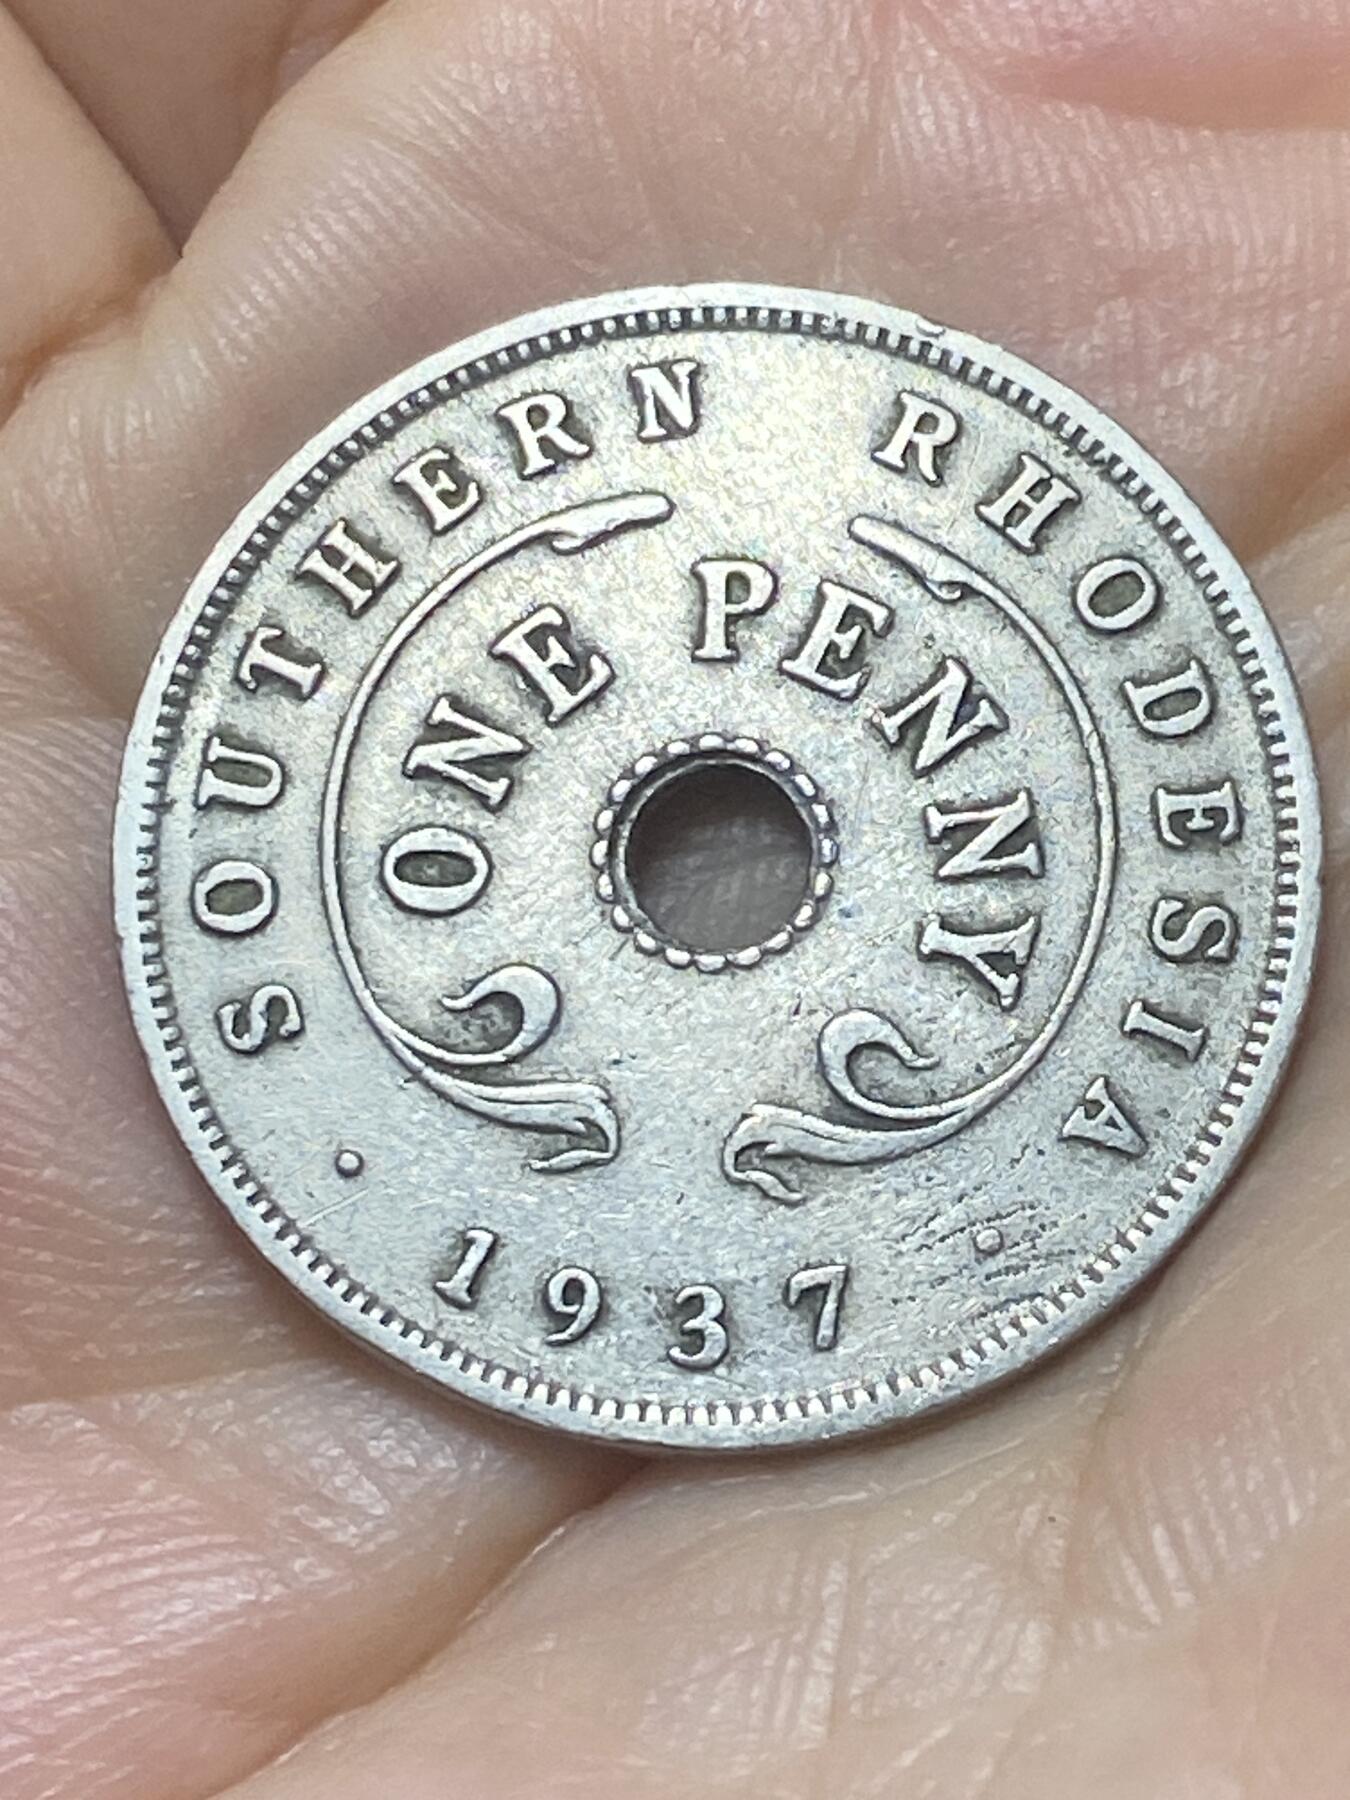 SOUTHERN RHODESIA
ONE PENNY
1937